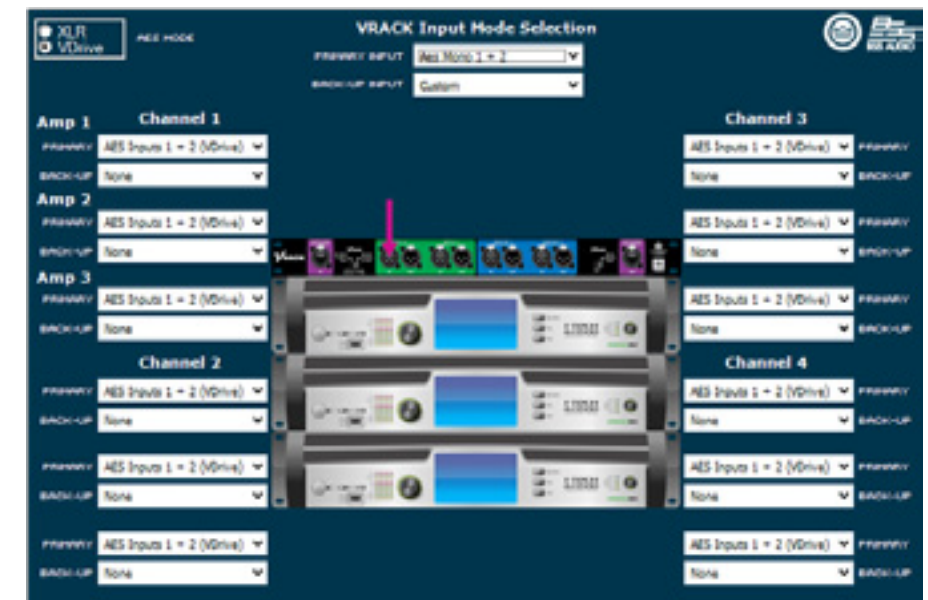 XLR
VDrive
AES MODE
VRACK Input Mode Selection
PRIMARY INPUT Aes Mono 1 + 2
BACK-UP INPUT Custom
BSS AUDIO
Amp 1 Channel 1
PRIMARY AES Inputs 1 + 2 (VDrive)
BACK-UP None
Amp 2
PRIMARY AES Inputs 1 + 2 (VDrive)
BACK-UP None
Amp 3
PRIMARY AES Inputs 1 + 2 (VDrive)
BACK-UP None
Channel 2
PRIMARY AES Inputs 1 + 2 (VDrive)
BACK-UP None
PRIMARY AES Inputs 1 + 2 (VDrive)
BACK-UP None
PRIMARY AES Inputs 1 + 2 (VDrive)
BACK-UP None
Channel 3
AES Inputs 1 + 2 (VDrive) PRIMARY
None BACK-UP
AES Inputs 1 + 2 (VDrive) PRIMARY
None BACK-UP
AES Inputs 1 + 2 (VDrive) PRIMARY
None BACK-UP
Channel 4
AES Inputs 1 + 2 (VDrive) PRIMARY
None BACK-UP
AES Inputs 1 + 2 (VDrive) PRIMARY
None BACK-UP
AES Inputs 1 + 2 (VDrive) PRIMARY
None BACK-UP